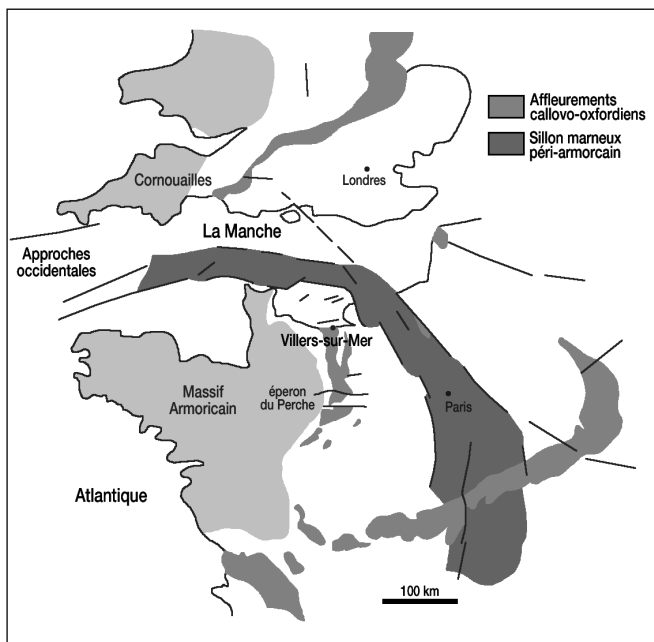 Affleurements
callovo-oxfordiens
Sillon marneux
péri-armorcain
Cornouailles
Londres
La Manche
Approches
occidentales
Villers-sur-Mer
Massif
Armoricain
éperon
du Perche
Paris
Atlantique
100 km